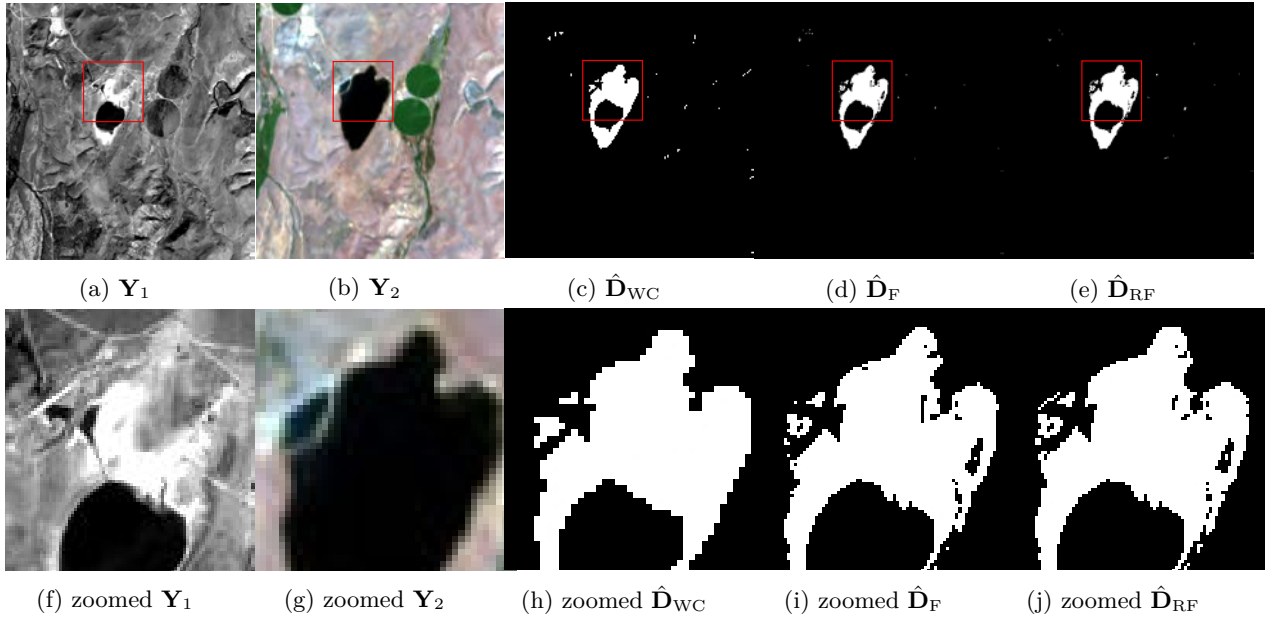 (a) Y₁
(b) Y₂
(c) D̂_WC
(d) D̂_F
(e) D̂_RF
(f) zoomed Y₁
(g) zoomed Y₂
(h) zoomed D̂_WC
(i) zoomed D̂_F
(j) zoomed D̂_RF